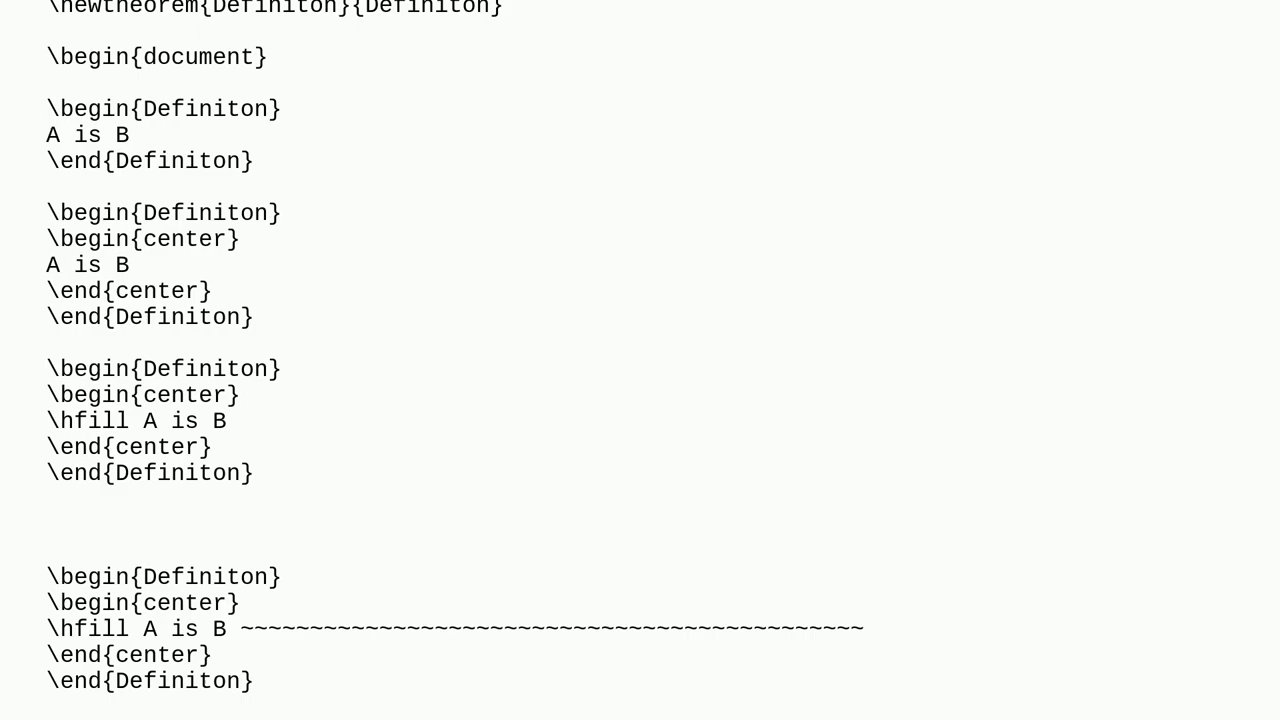 \newtheorem{Definiton}{Definiton}
\begin{document}
\begin{Definiton}
A is B
\end{Definiton}
\begin{Definiton}
\begin{center}
A is B
\end{center}
\end{Definiton}
\begin{Definiton}
\begin{center}
\hfill A is B
\end{center}
\end{Definiton}
\begin{Definiton}
\begin{center}
\hfill A is B ~~~~~~~~~~~~~~~~~~~~~~~~~~~~~~~~~~~~~~~~~~~~~
\end{center}
\end{Definiton}